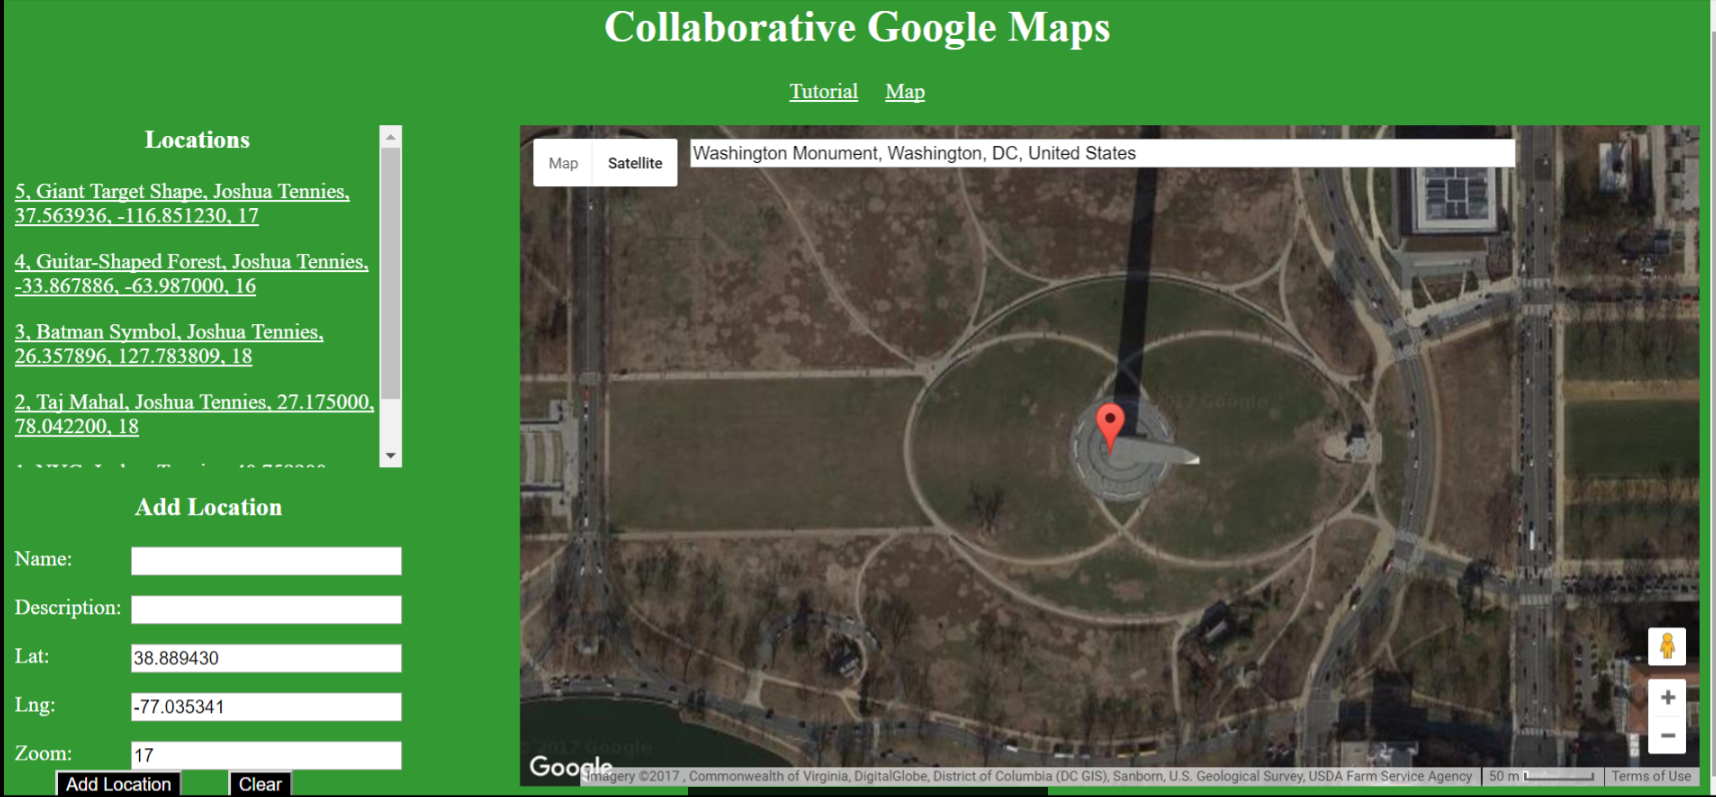 Collaborative Google Maps
Tutorial Map
Locations
5, Giant Target Shape, Joshua Tennies,
37.563936, -116.851230, 17
4, Guitar-Shaped Forest, Joshua Tennies,
-33.867886, -63.987000, 16
3, Batman Symbol, Joshua Tennies,
26.357896, 127.783809, 18
2, Taj Mahal, Joshua Tennies, 27.175000,
78.042200, 18
Add Location
Name:
Description:
Lat: 38.889430
Lng: -77.035341
Zoom: 17
Add Location Clear
Map Satellite Washington Monument, Washington, DC, United States
2017 Google
2017 Google
Google
Imagery ©2017 , Commonwealth of Virginia, DigitalGlobe, District of Columbia (DC GIS), Sanborn, U.S. Geological Survey, USDA Farm Service Agency 50 m Terms of Use